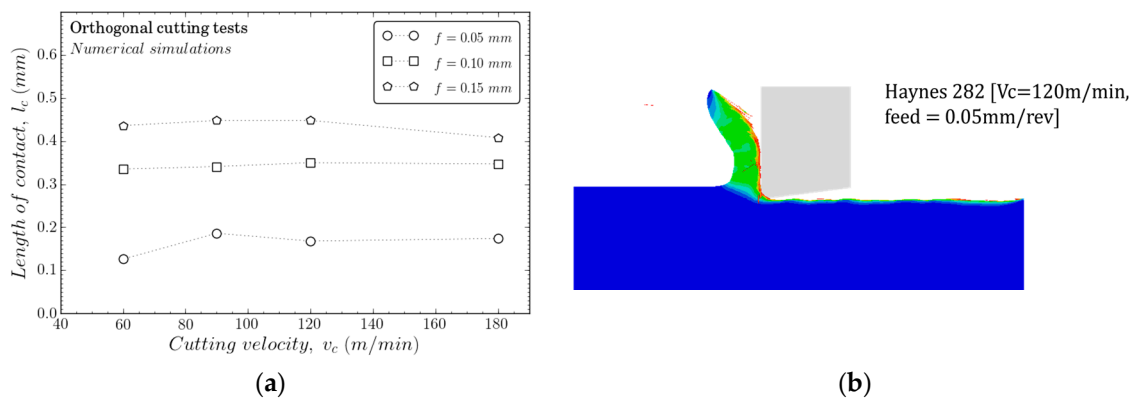 Orthogonal cutting tests
Numerical simulations
f = 0.05 mm
f = 0.10 mm
f = 0.15 mm
Length of contact, l_c (mm)
0.6
0.5
0.4
0.3
0.2
0.1
0.0
40 60 80 100 120 140 160 180
Cutting velocity, v_c (m/min)
(a)
Haynes 282 [Vc=120m/min,
feed = 0.05mm/rev]
(b)